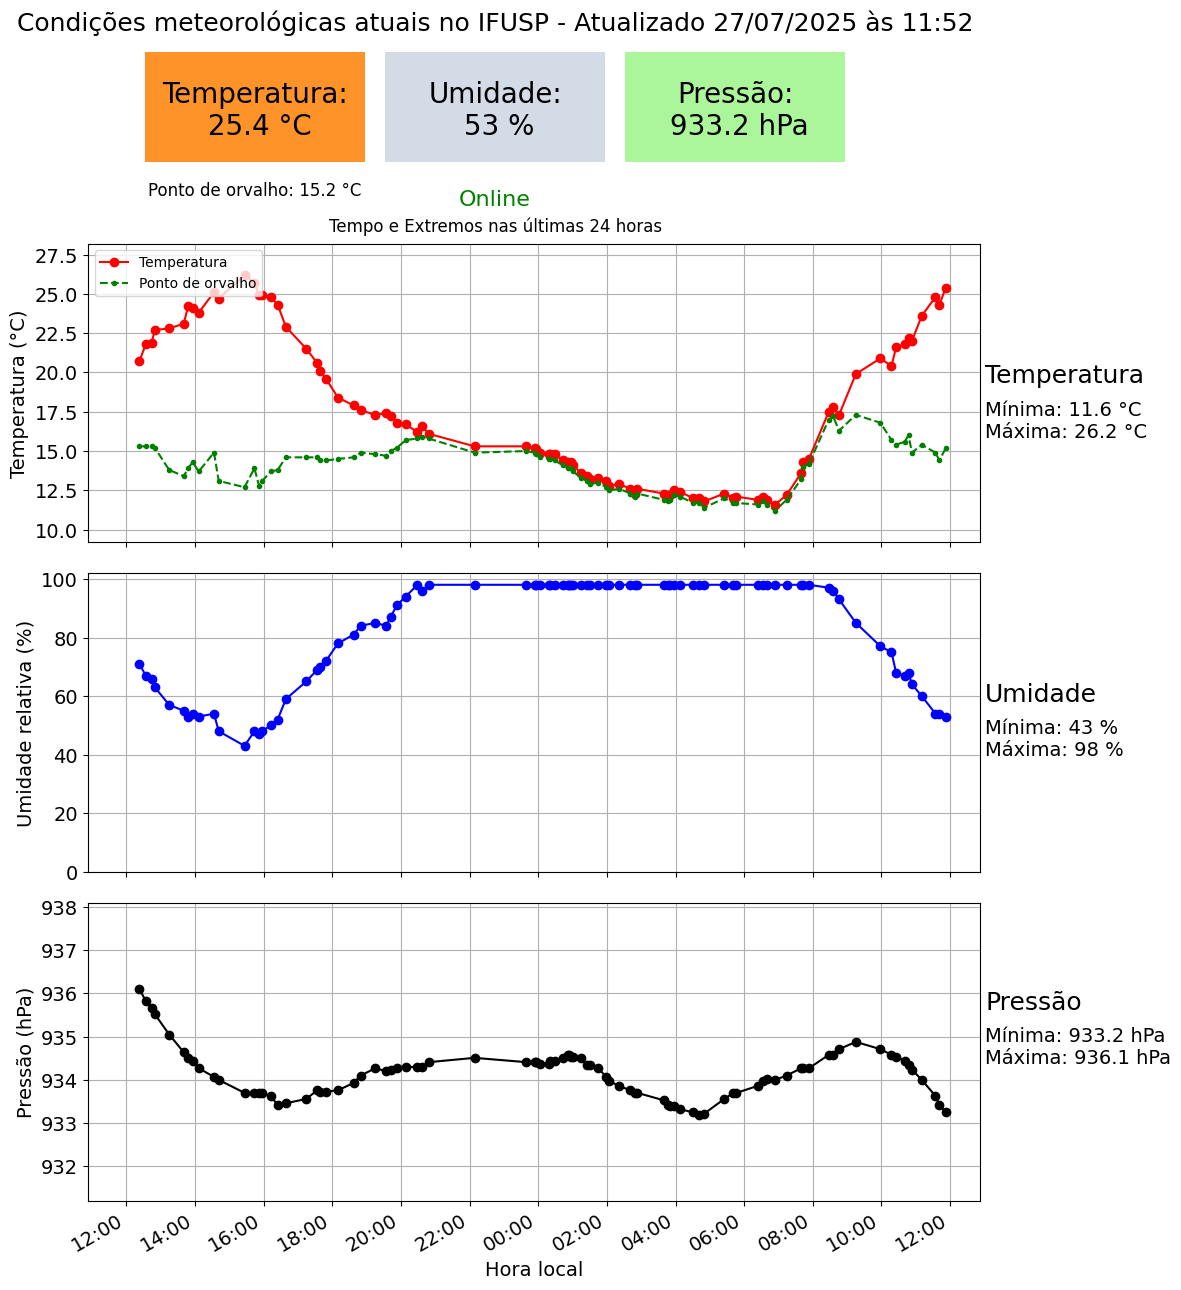 Condições meteorológicas atuais no IFUSP - Atualizado 27/07/2025 às 11:52
Temperatura:
25.4 °C
Umidade:
53 %
Pressão:
933.2 hPa
Ponto de orvalho: 15.2 °C
Online
Tempo e Extremos nas últimas 24 horas
Temperatura
Ponto de orvalho
27.5
25.0
22.5
20.0
17.5
15.0
12.5
10.0
Temperatura (°C)
Temperatura
Mínima: 11.6 °C
Máxima: 26.2 °C
100
80
60
40
20
0
Umidade relativa (%)
Umidade
Mínima: 43 %
Máxima: 98 %
938
937
936
935
934
933
932
Pressão (hPa)
Pressão
Mínima: 933.2 hPa
Máxima: 936.1 hPa
12:00
14:00
16:00
18:00
20:00
22:00
00:00
02:00
04:00
06:00
08:00
10:00
12:00
Hora local